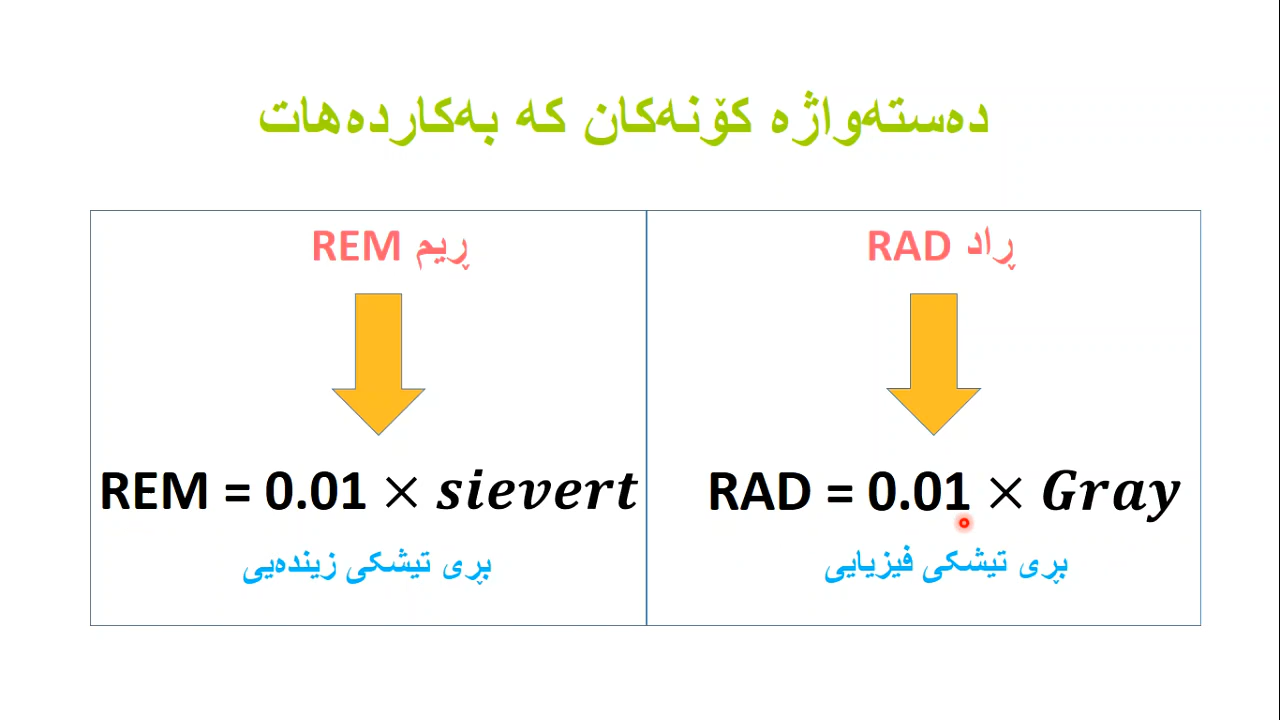 دەستەواژە کۆنەکان کە بەکاردەهات
ڕاد RAD
RAD = 0.01 × Gray
بڕی تیشکی فیزیایی
ڕیم REM
REM = 0.01 × sievert
بڕی تیشکی زیندەیی